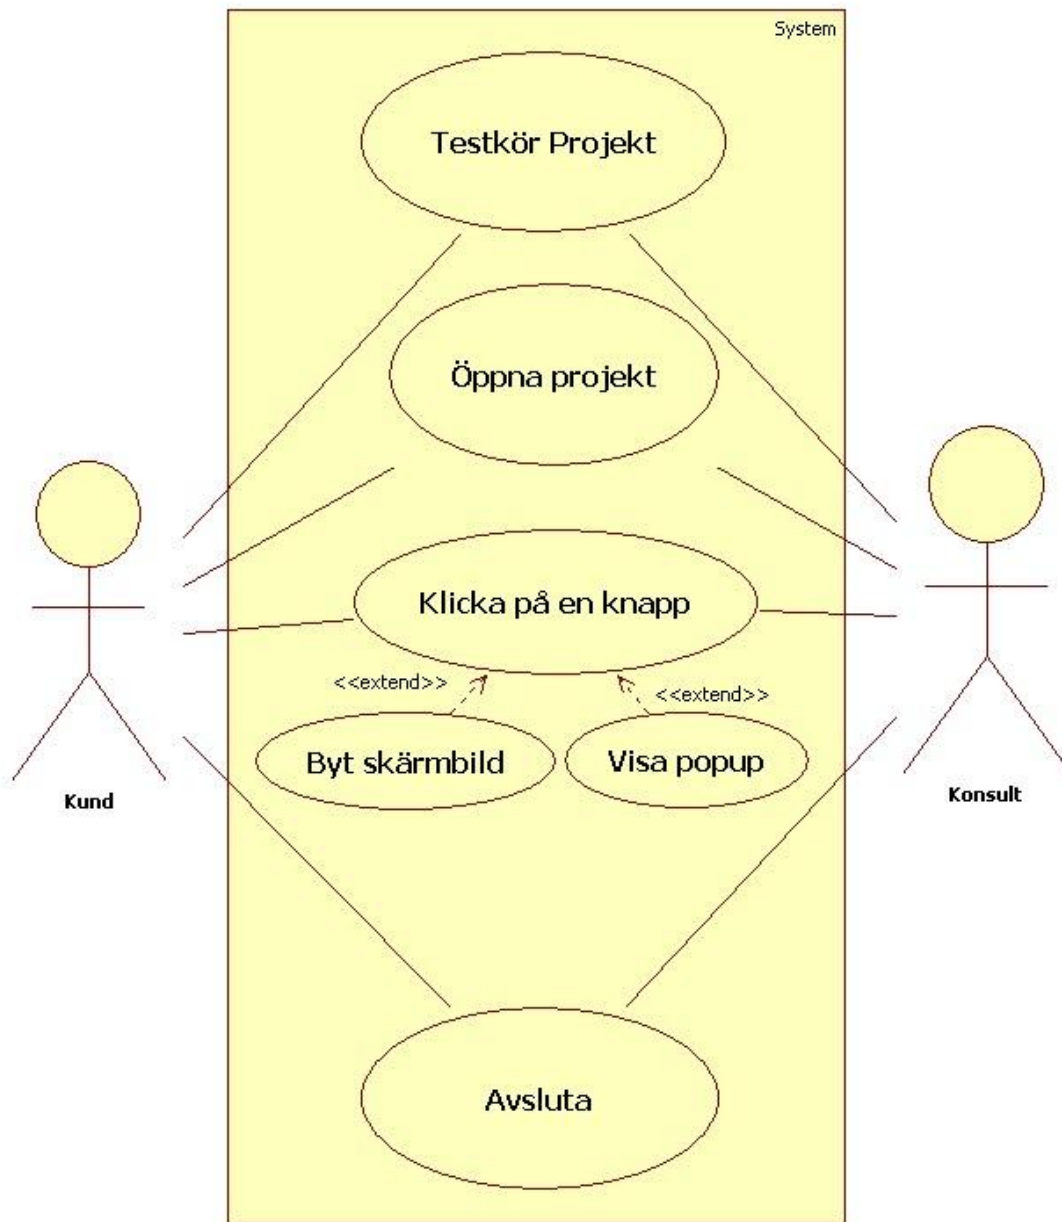 System
Testkör Projekt
Öppna projekt
Klicka på en knapp
<<extend>>
<<extend>>
Byt skärmbild
Visa popup
Kund
Konsult
Avsluta